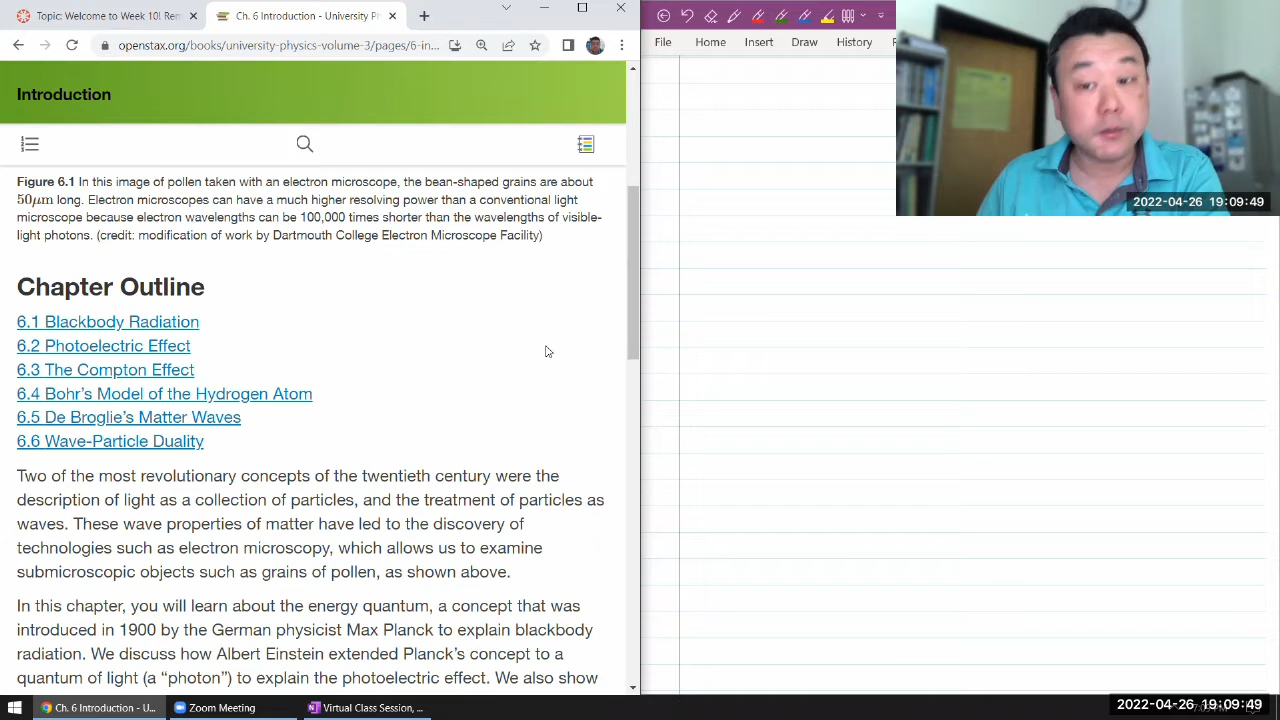 Topic: Welcome to Week 10! Rem
Ch. 6 Introduction - University Ph
openstax.org/books/university-physics-volume-3/pages/6-in...
File
Home
Insert
Draw
History
Introduction
Figure 6.1 In this image of pollen taken with an electron microscope, the bean-shaped grains are about
50μm long. Electron microscopes can have a much higher resolving power than a conventional light
microscope because electron wavelengths can be 100,000 times shorter than the wavelengths of visible-
light photons. (credit: modification of work by Dartmouth College Electron Microscope Facility)
2022-04-26 19:09:49
Chapter Outline
6.1 Blackbody Radiation
6.2 Photoelectric Effect
6.3 The Compton Effect
6.4 Bohr's Model of the Hydrogen Atom
6.5 De Broglie's Matter Waves
6.6 Wave-Particle Duality
Two of the most revolutionary concepts of the twentieth century were the
description of light as a collection of particles, and the treatment of particles as
waves. These wave properties of matter have led to the discovery of
technologies such as electron microscopy, which allows us to examine
submicroscopic objects such as grains of pollen, as shown above.
In this chapter, you will learn about the energy quantum, a concept that was
introduced in 1900 by the German physicist Max Planck to explain blackbody
radiation. We discuss how Albert Einstein extended Planck's concept to a
quantum of light (a "photon") to explain the photoelectric effect. We also show
Ch. 6 Introduction - U...
Zoom Meeting
Virtual Class Session, ...
2022-04-26 19:09:49